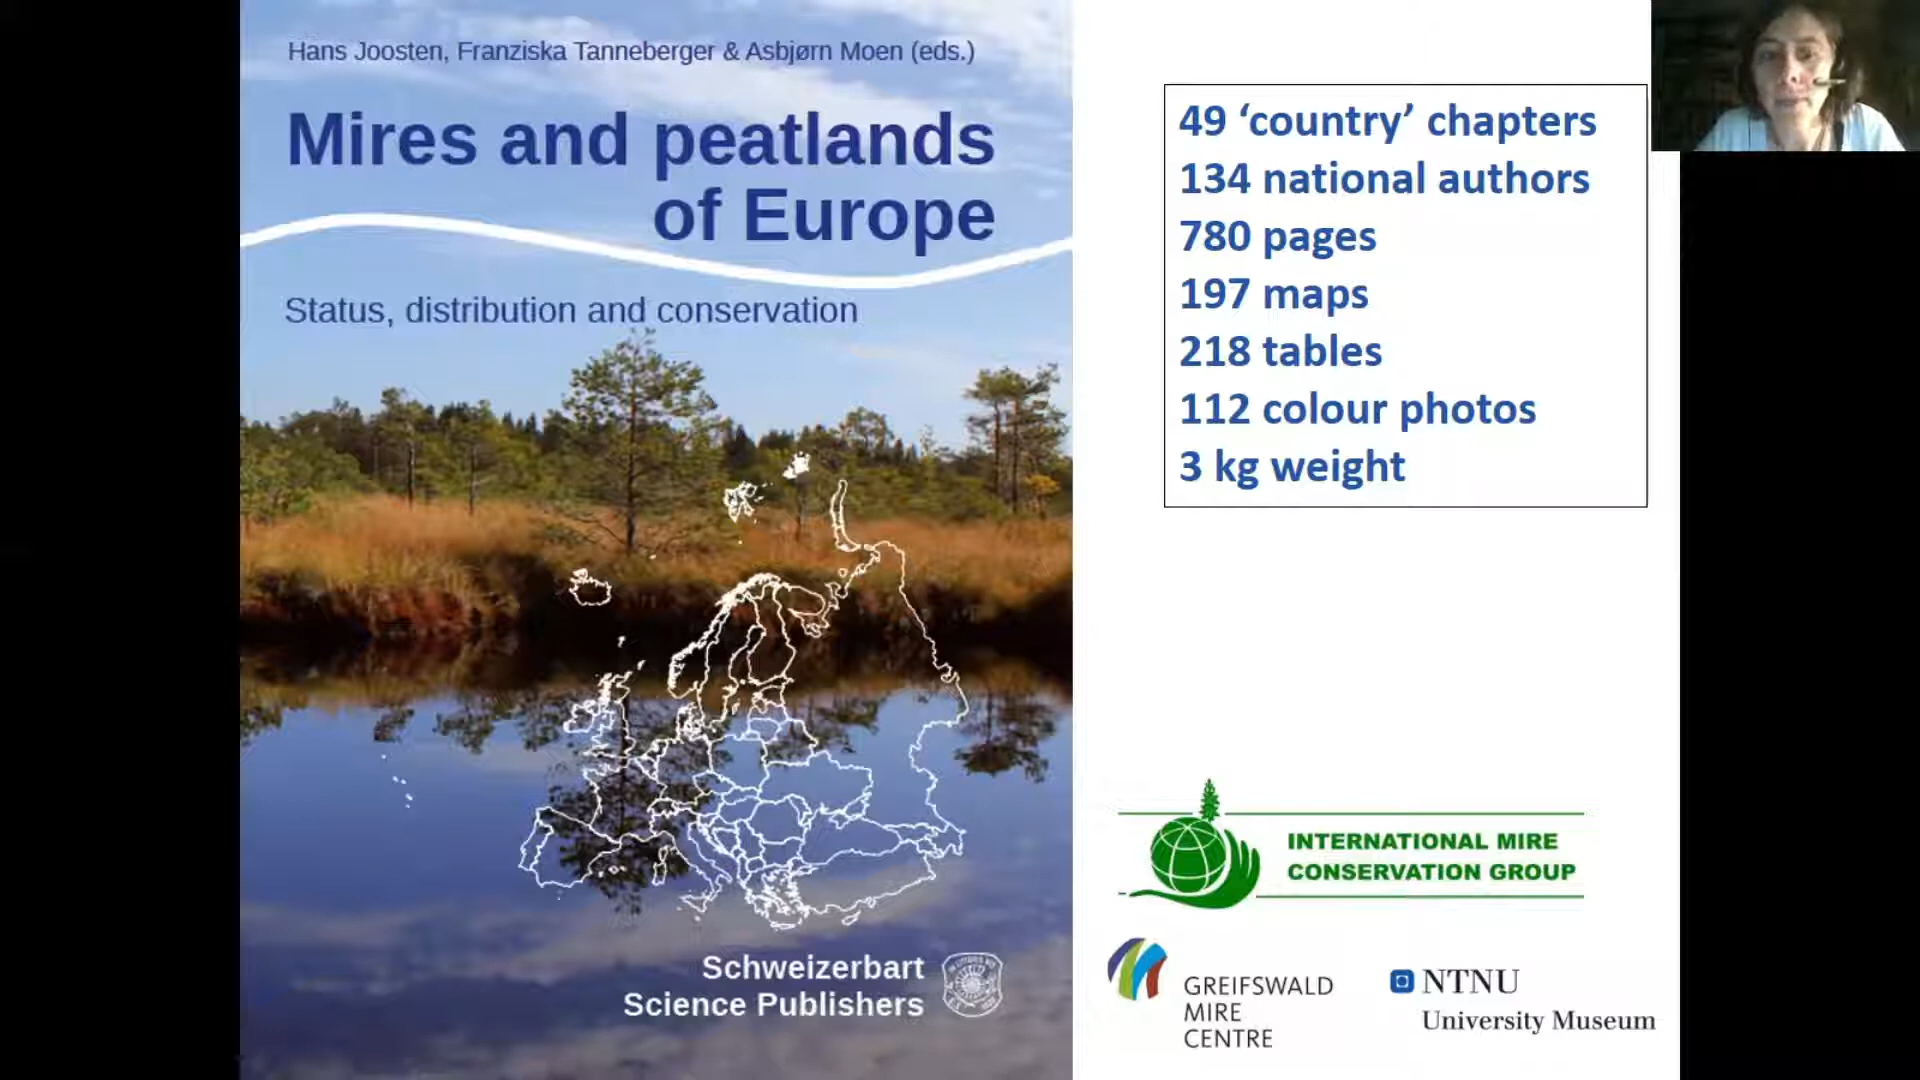 Hans Joosten, Franziska Tanneberger & Asbjørn Moen (eds.)
Mires and peatlands
of Europe
Status, distribution and conservation
Schweizerbart
Science Publishers
49 ‘country’ chapters
134 national authors
780 pages
197 maps
218 tables
112 colour photos
3 kg weight
INTERNATIONAL MIRE
CONSERVATION GROUP
GREIFSWALD
MIRE
CENTRE
NTNU
University Museum